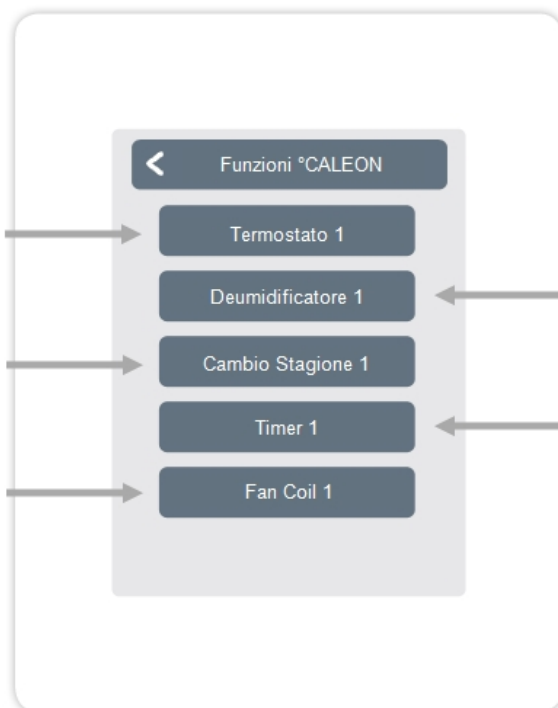 Funzioni °CALEON
Termostato 1
Deumidificatore 1
Cambio Stagione 1
Timer 1
Fan Coil 1